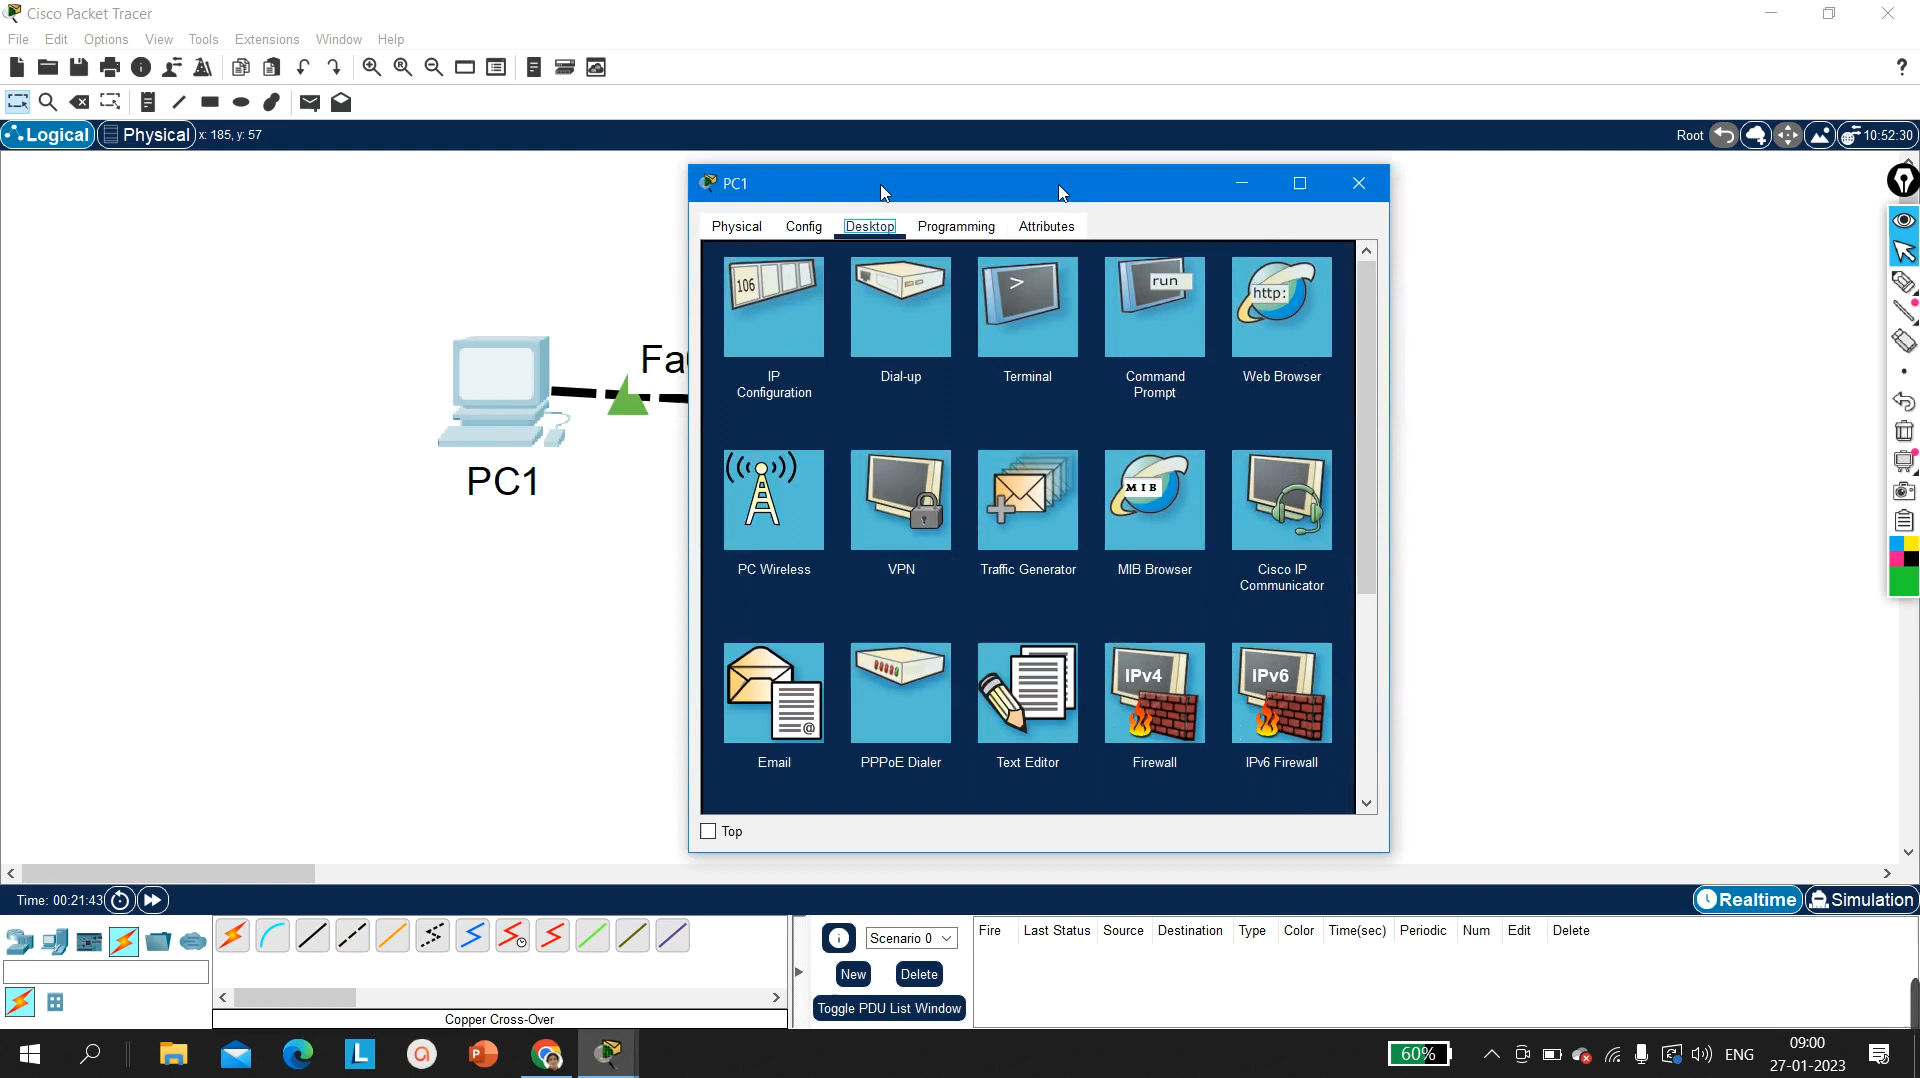 Cisco Packet Tracer
File Edit Options View Tools Extensions Window Help
?
Logical Physical x: 185, y: 57 Root 10:52:30
PC1
Physical Config Desktop Programming Attributes
106 > run http:
IP Configuration
Dial-up
Terminal
Command Prompt
Web Browser
Fa
PC1
MIB
PC Wireless
VPN
Traffic Generator
MIB Browser
Cisco IP Communicator
@ IPv4 IPv6
Email
PPPoE Dialer
Text Editor
Firewall
IPv6 Firewall
Top
Time: 00:21:43 Realtime Simulation
Scenario 0
New Delete
Toggle PDU List Window
Fire Last Status Source Destination Type Color Time(sec) Periodic Num Edit Delete
Copper Cross-Over
60% ENG
09:00
27-01-2023